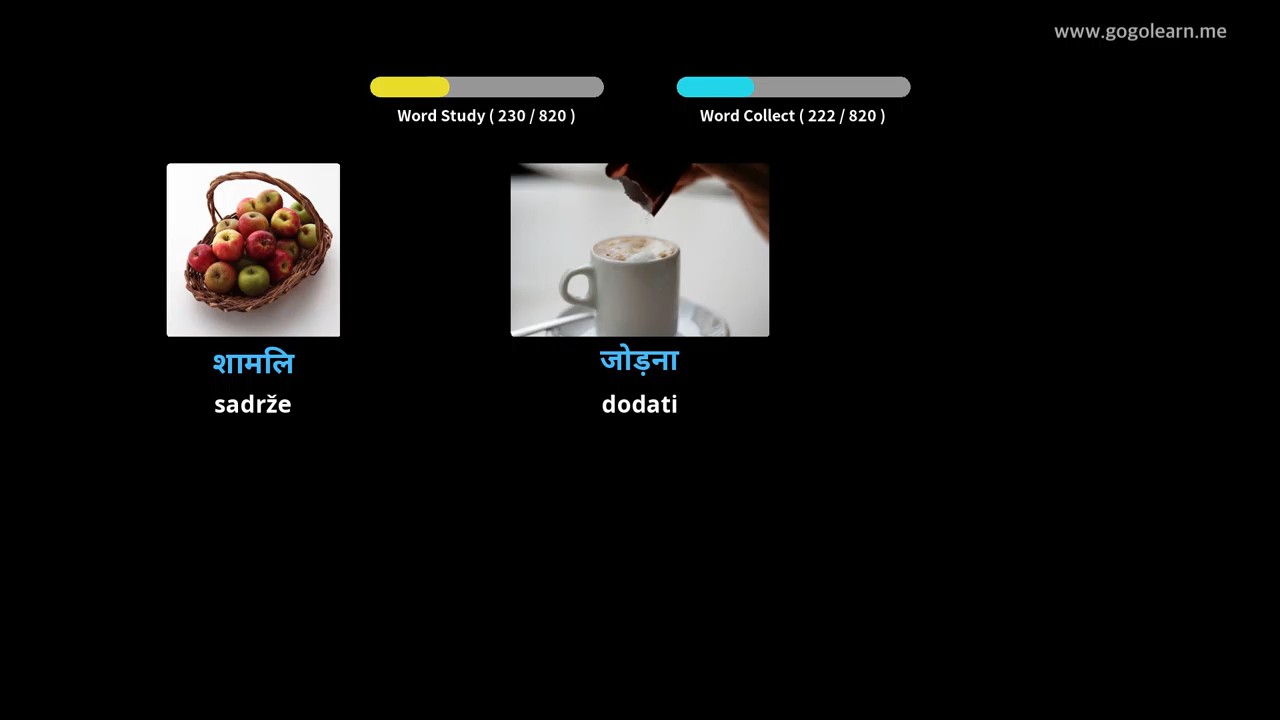 www.gogolearn.me
Word Study ( 230 / 820 )
Word Collect ( 222 / 820 )
शामलि
sadrže
जोड़ना
dodati